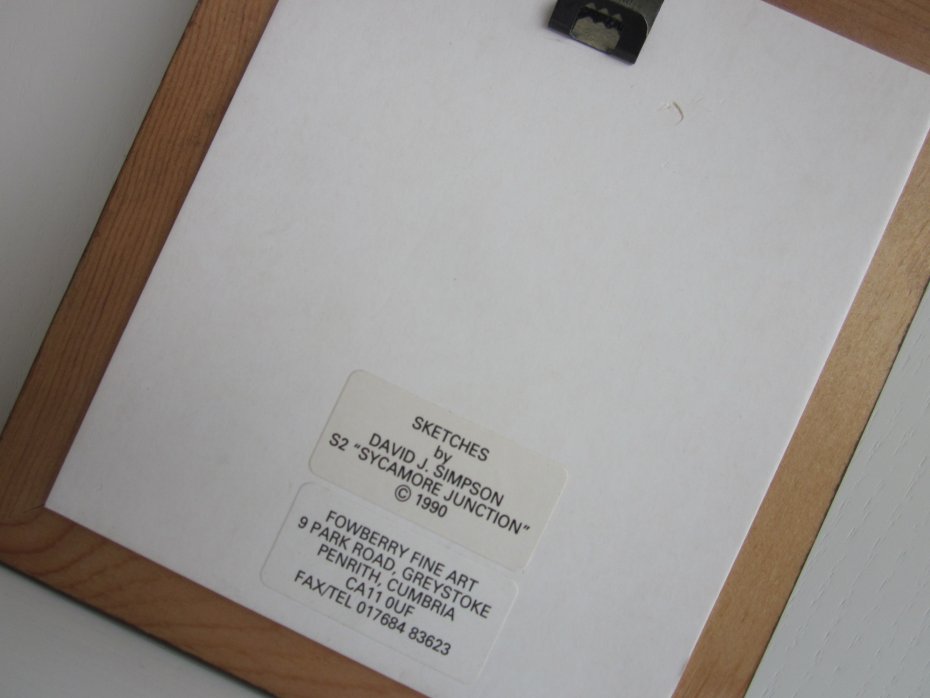 SKETCHES
by
DAVID J. SIMPSON
S2 "SYCAMORE JUNCTION"
© 1990
FOWBERRY FINE ART
9 PARK ROAD, GREYSTOKE
PENRITH, CUMBRIA
CA11 0UF
FAX/TEL 017684 83623